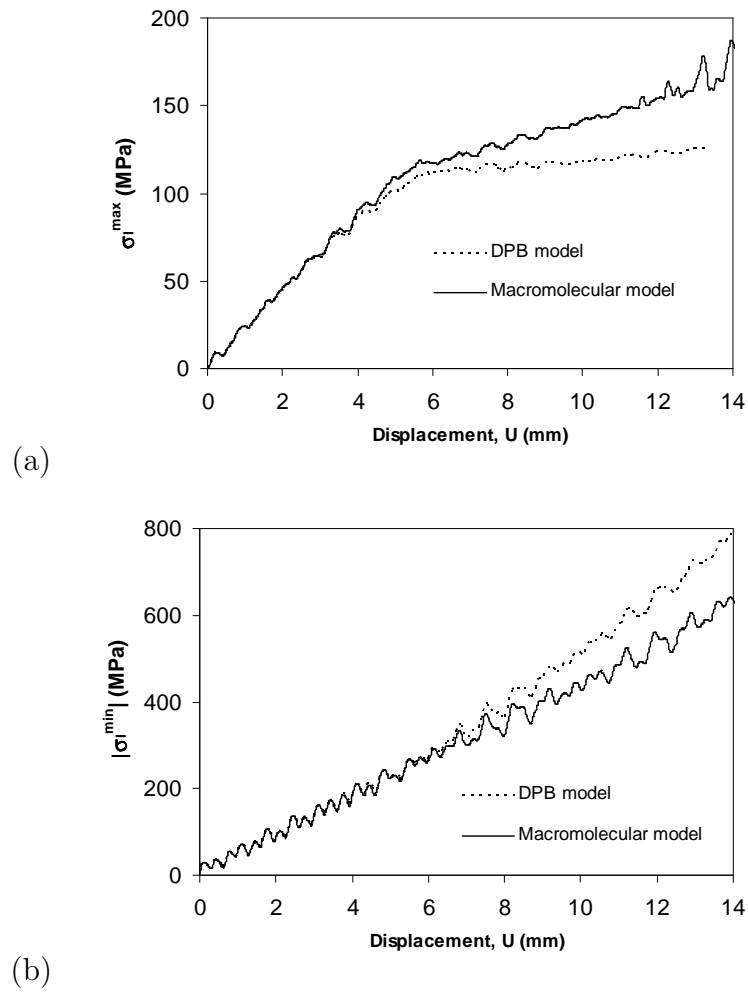 200
150
100
50
0
σI^max (MPa)
DPB model
Macromolecular model
0 2 4 6 8 10 12 14
Displacement, U (mm)
(a)
800
600
400
200
0
|σI^min| (MPa)
DPB model
Macromolecular model
0 2 4 6 8 10 12 14
Displacement, U (mm)
(b)